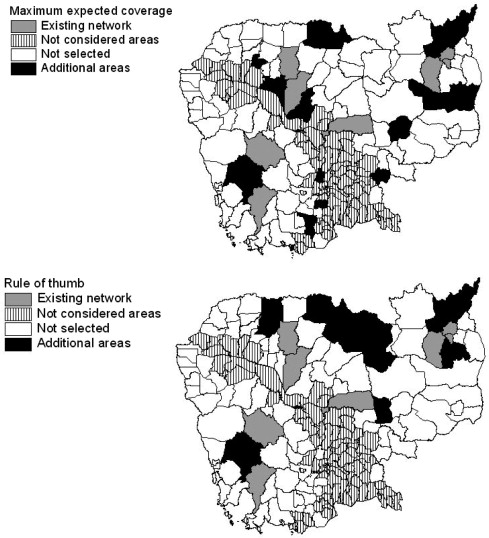 Maximum expected coverage
Existing network
Not considered areas
Not selected
Additional areas
Rule of thumb
Existing network
Not considered areas
Not selected
Additional areas